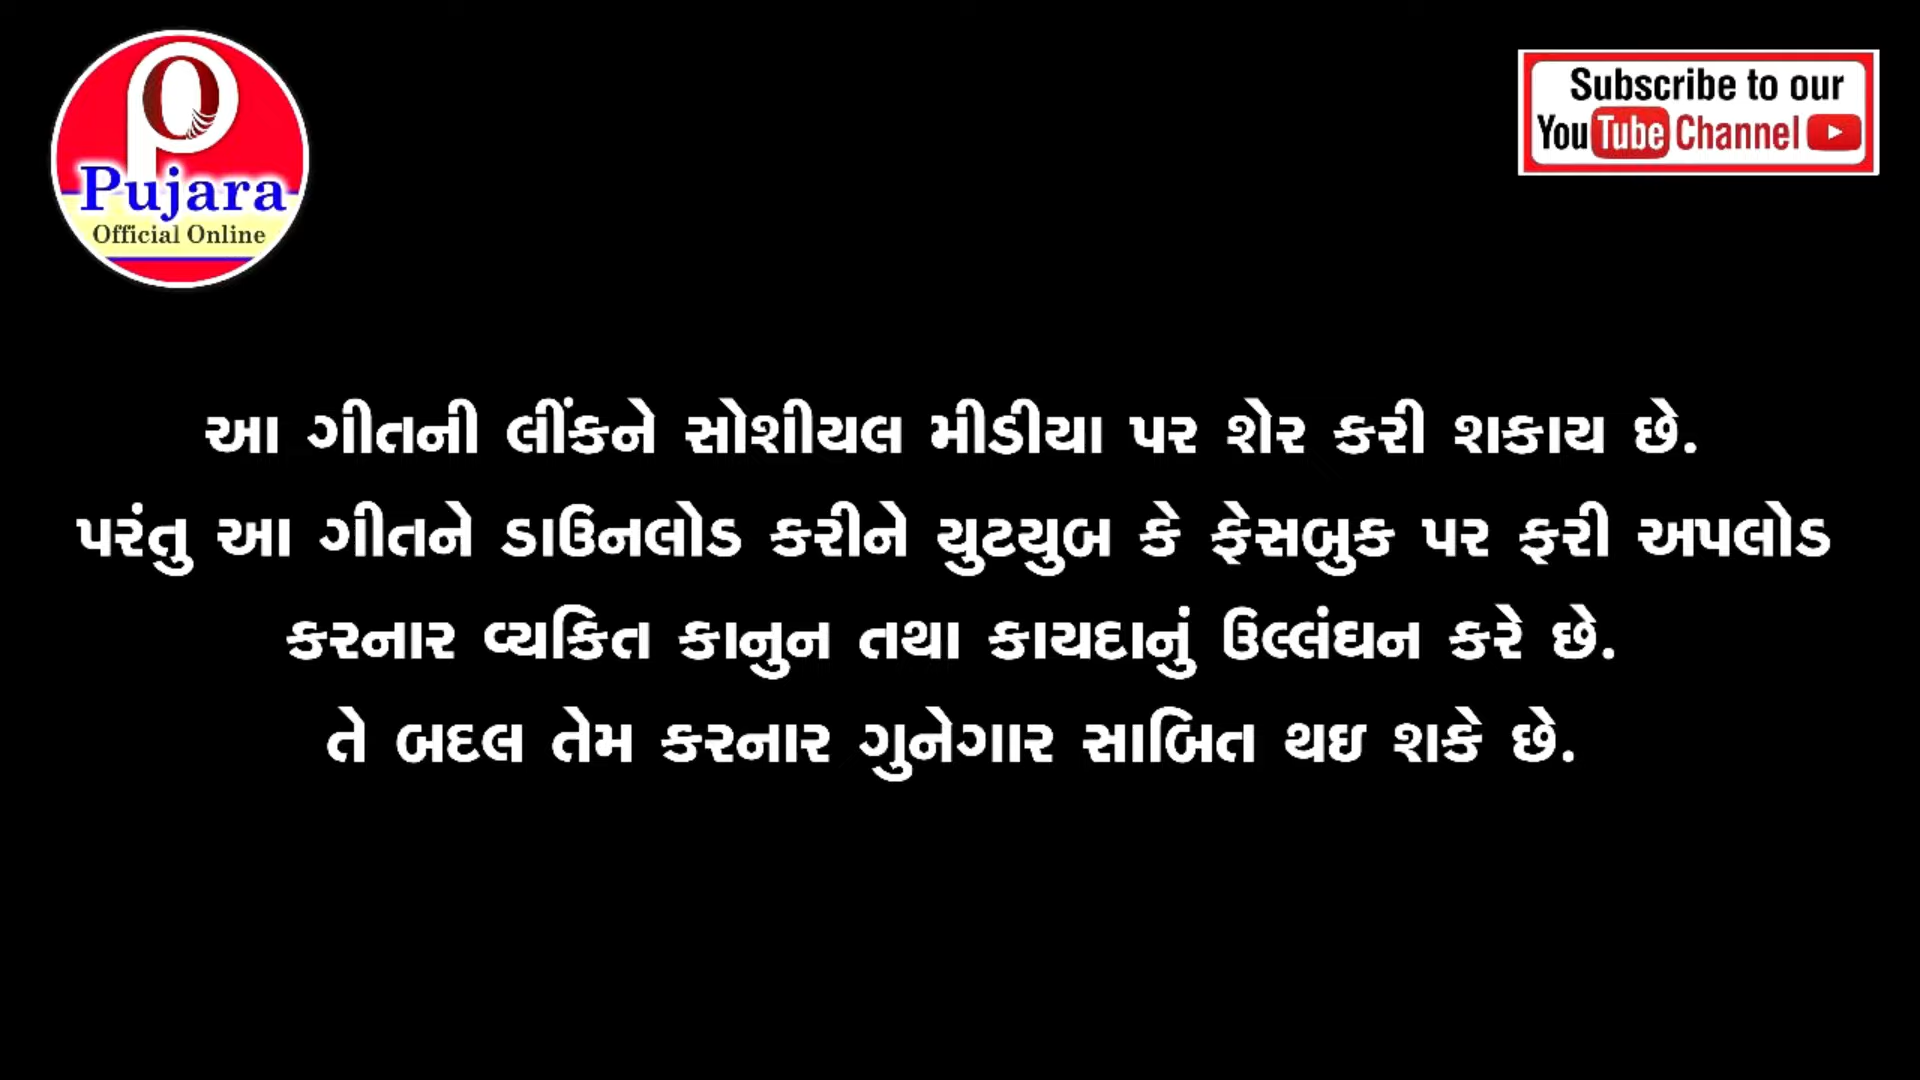 Pujara
Official Online
Subscribe to our
YouTube Channel
આ ગીતની લીંકને સોશીયલ મીડીયા પર શેર કરી શકાય છે.
પરંતુ આ ગીતને ડાઉનલોડ કરીને યુટયુબ કે ફેસબુક પર ફરી અપલોડ
કરનાર વ્યકિત કાનુન તથા કાયદાનું ઉલ્લંઘન કરે છે.
તે બદલ તેમ કરનાર ગુનેગાર સાબિત થઇ શકે છે.